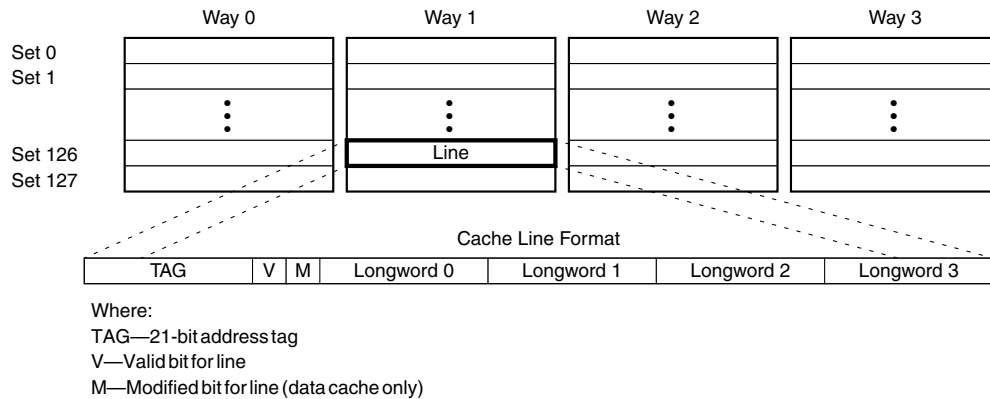 Way 0 Way 1 Way 2 Way 3
Set 0
Set 1
Set 126 Line
Set 127
Cache Line Format
TAG V M Longword 0 Longword 1 Longword 2 Longword 3
Where:
TAG—21-bit address tag
V—Valid bit for line
M—Modified bit for line (data cache only)